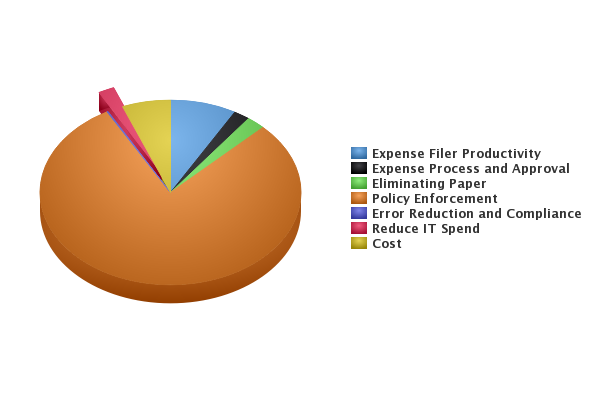 Expense Filer Productivity
Expense Process and Approval
Eliminating Paper
Policy Enforcement
Error Reduction and Compliance
Reduce IT Spend
Cost